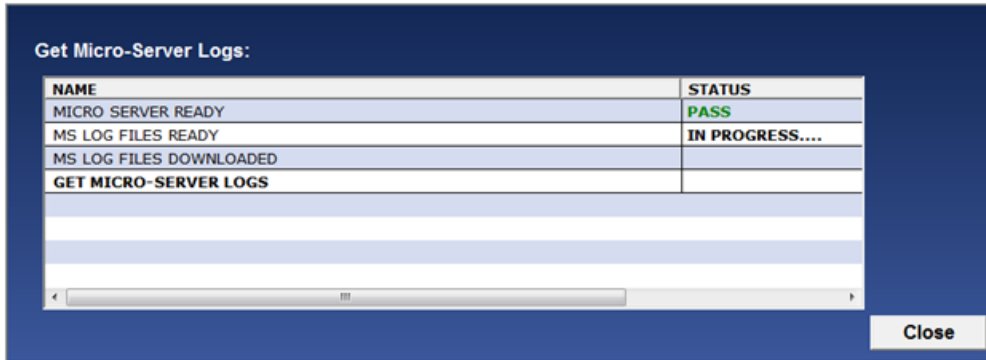 Get Micro-Server Logs:
NAME STATUS
MICRO SERVER READY PASS
MS LOG FILES READY IN PROGRESS....
MS LOG FILES DOWNLOADED
GET MICRO-SERVER LOGS
Close